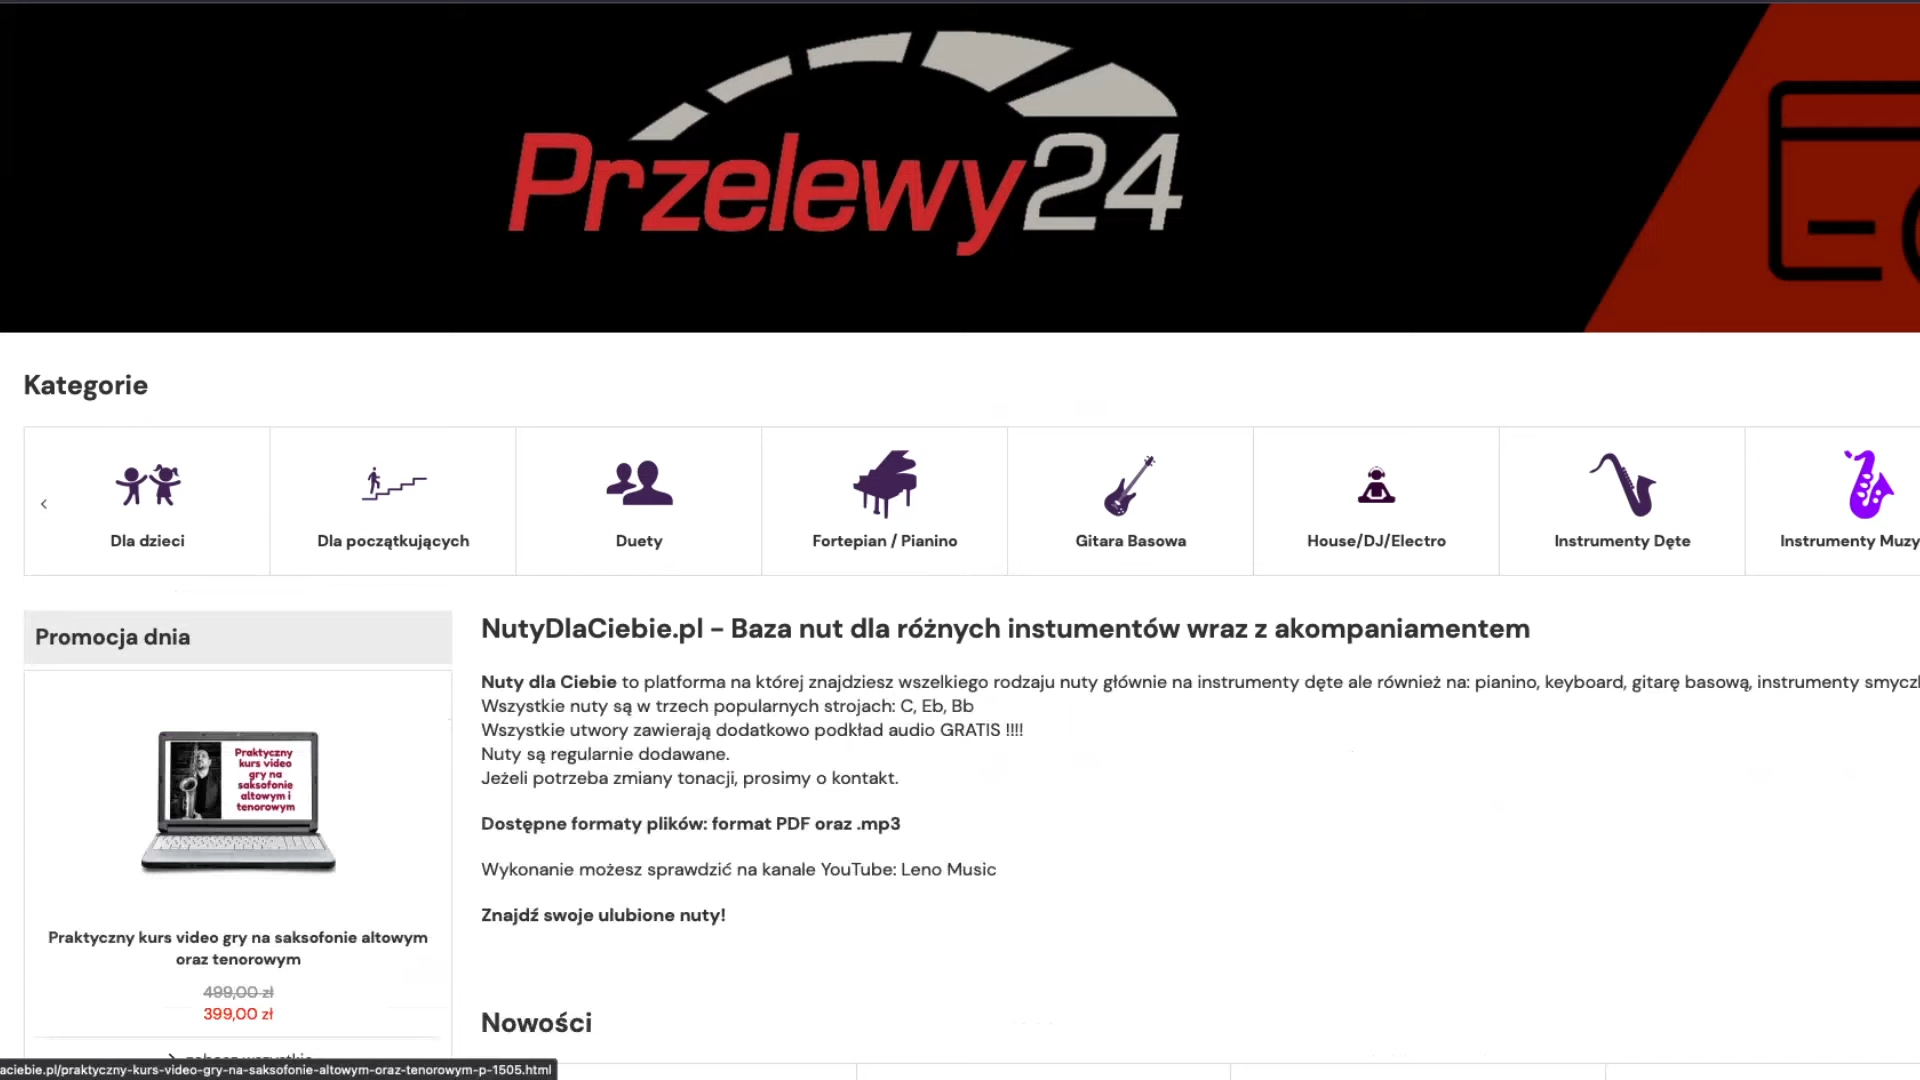 Przelewy24
Kategorie
Dla dzieci
Dla początkujących
Duety
Fortepian / Pianino
Gitara Basowa
House/DJ/Electro
Instrumenty Dęte
Instrumenty Muzy
Promocja dnia
Praktyczny
kurs video
gry na
saksofonie
altowym i
tenorowym
Praktyczny kurs video gry na saksofonie altowym
oraz tenorowym
499,00 zł
399,00 zł
zobacz wszystkie
NutyDlaCiebie.pl – Baza nut dla różnych instumentów wraz z akompaniamentem
Nuty dla Ciebie to platforma na której znajdziesz wszelkiego rodzaju nuty głównie na instrumenty dęte ale również na: pianino, keyboard, gitarę basową, instrumenty smyczk
Wszystkie nuty są w trzech popularnych strojach: C, Eb, Bb
Wszystkie utwory zawierają dodatkowo podkład audio GRATIS !!!!
Nuty są regularnie dodawane.
Jeżeli potrzeba zmiany tonacji, prosimy o kontakt.
Dostępne formaty plików: format PDF oraz .mp3
Wykonanie możesz sprawdzić na kanale YouTube: Leno Music
Znajdź swoje ulubione nuty!
Nowości
aciebie.pl/praktyczny-kurs-video-gry-na-saksofonie-altowym-oraz-tenorowym-p-1505.html